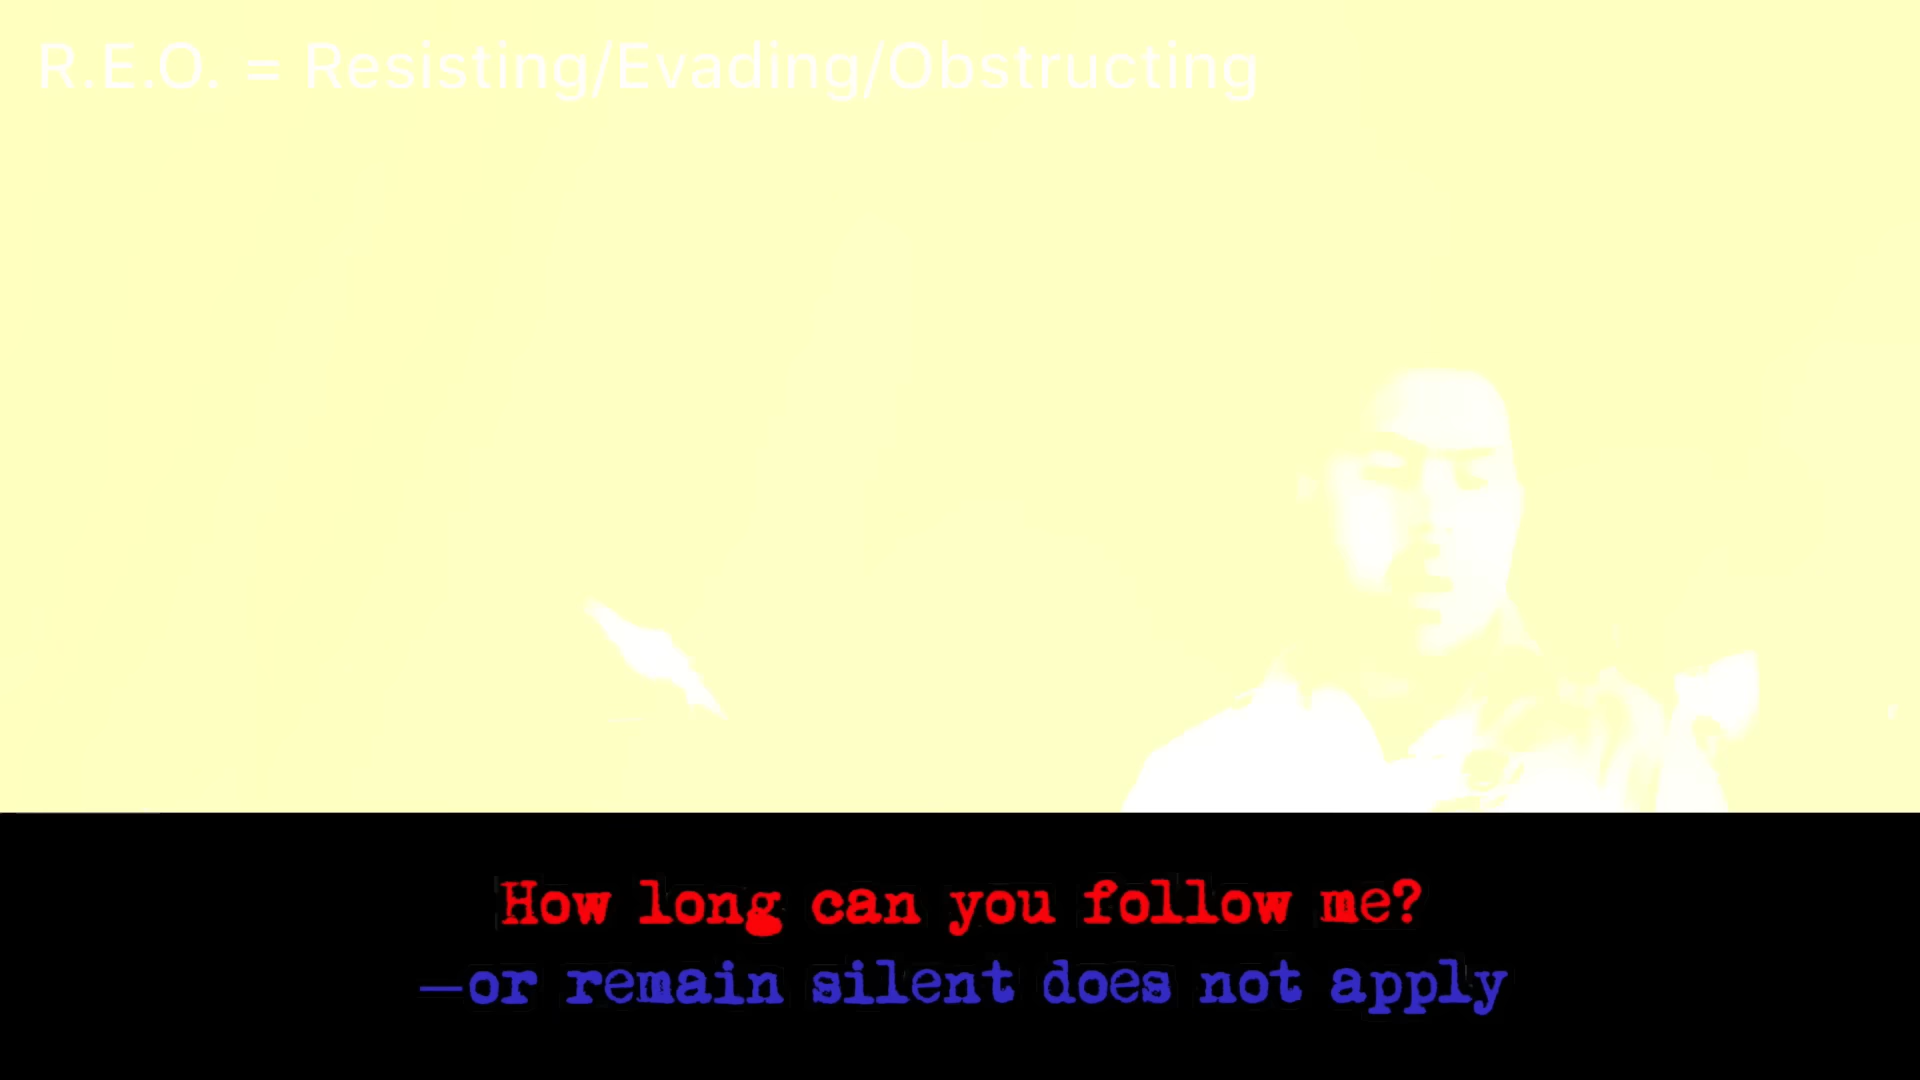 R.E.O. = Resisting/Evading/Obstructing
How long can you follow me?
—or remain silent does not apply